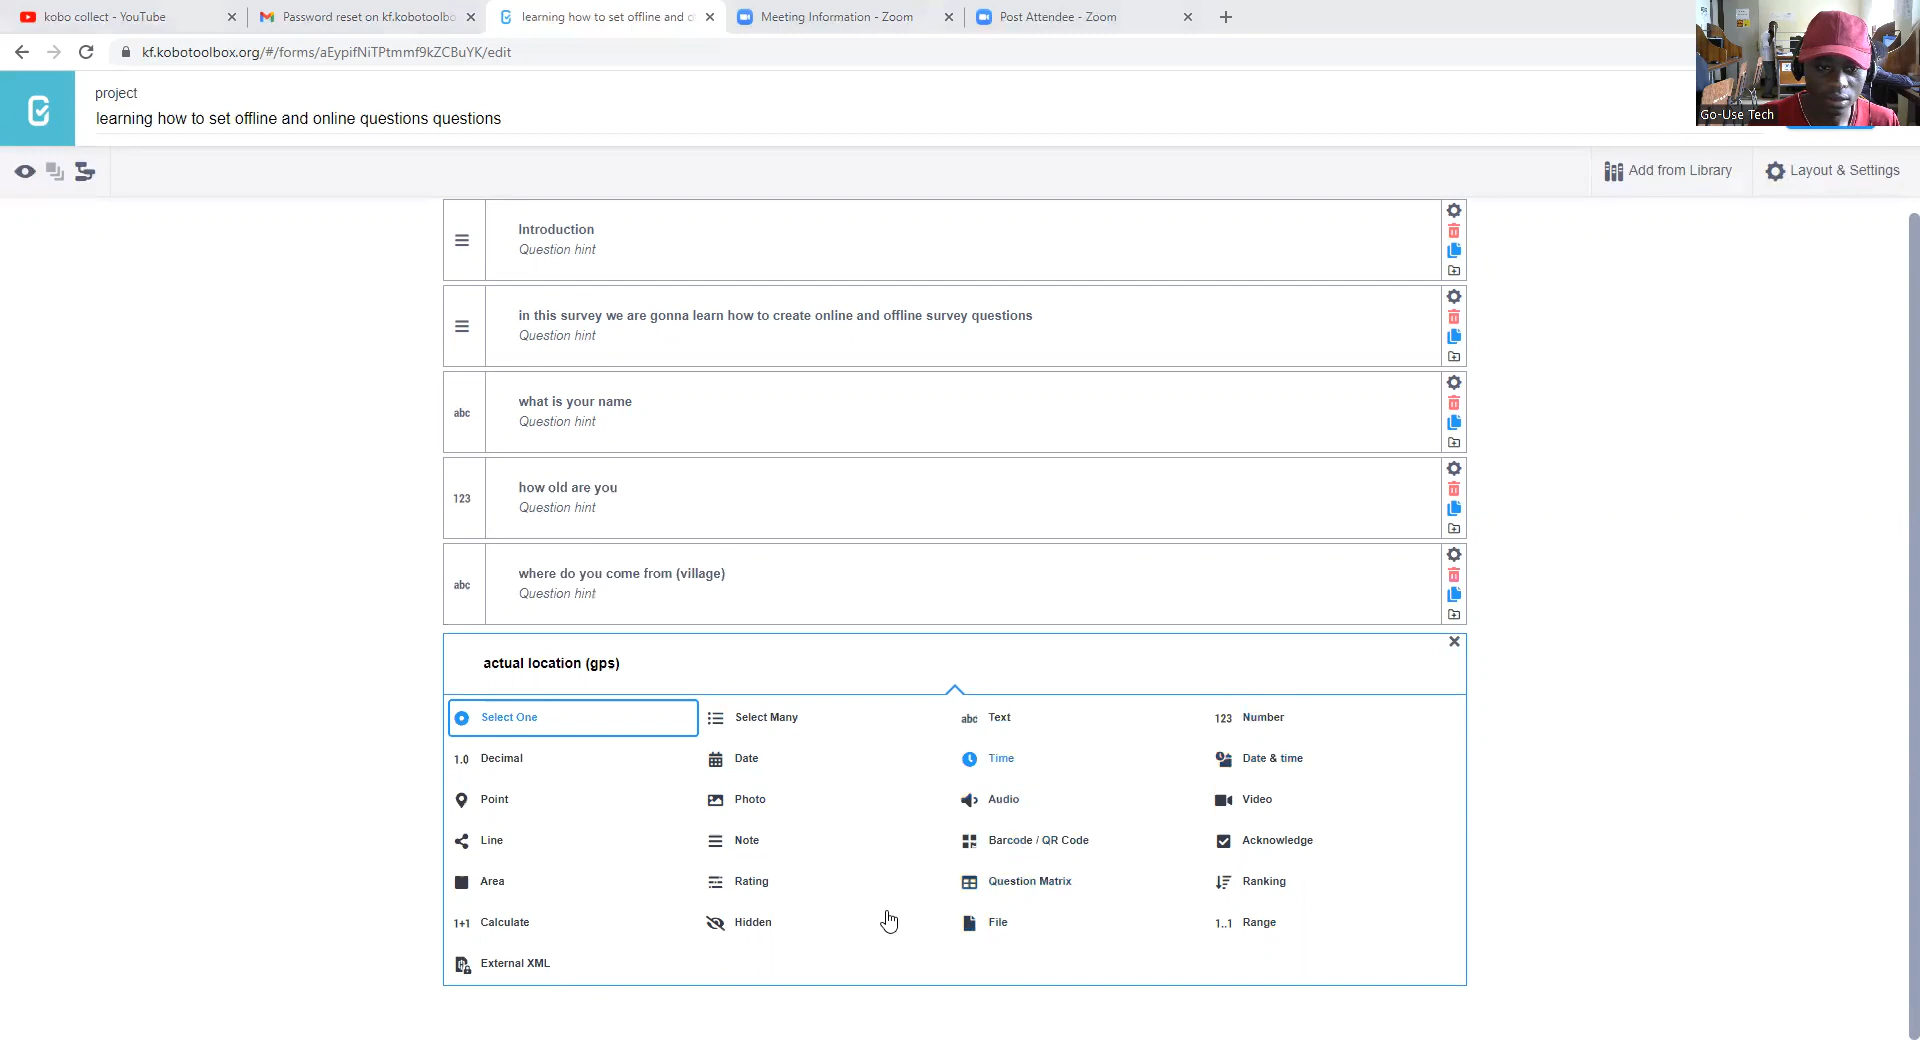 kobo collect - YouTube
Password reset on kf.kobotoolbo
learning how to set offline and
Meeting Information - Zoom
Post Attendee - Zoom
kf.kobotoolbox.org/#/forms/aEypifNiTPtmmf9kZCBuYK/edit
project
learning how to set offline and online questions questions
Go-Use Tech
Add from Library
Layout & Settings
Introduction
Question hint
in this survey we are gonna learn how to create online and offline survey questions
Question hint
abc
what is your name
Question hint
123
how old are you
Question hint
abc
where do you come from (village)
Question hint
actual location (gps)
Select One
Select Many
abc Text
123 Number
1.0 Decimal
Date
Time
Date & time
Point
Photo
Audio
Video
Line
Note
Barcode / QR Code
Acknowledge
Area
Rating
Question Matrix
Ranking
1+1 Calculate
Hidden
File
1..1 Range
External XML